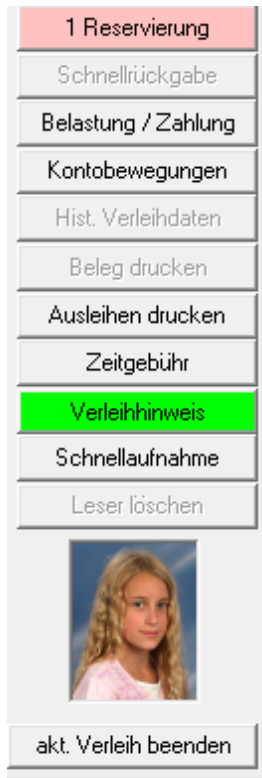 1 Reservierung
Schnellrückgabe
Belastung / Zahlung
Kontobewegungen
Hist. Verleihdaten
Beleg drucken
Ausleihen drucken
Zeitgebühr
Verleihhinweis
Schnellaufnahme
Leser löschen
akt. Verleih beenden